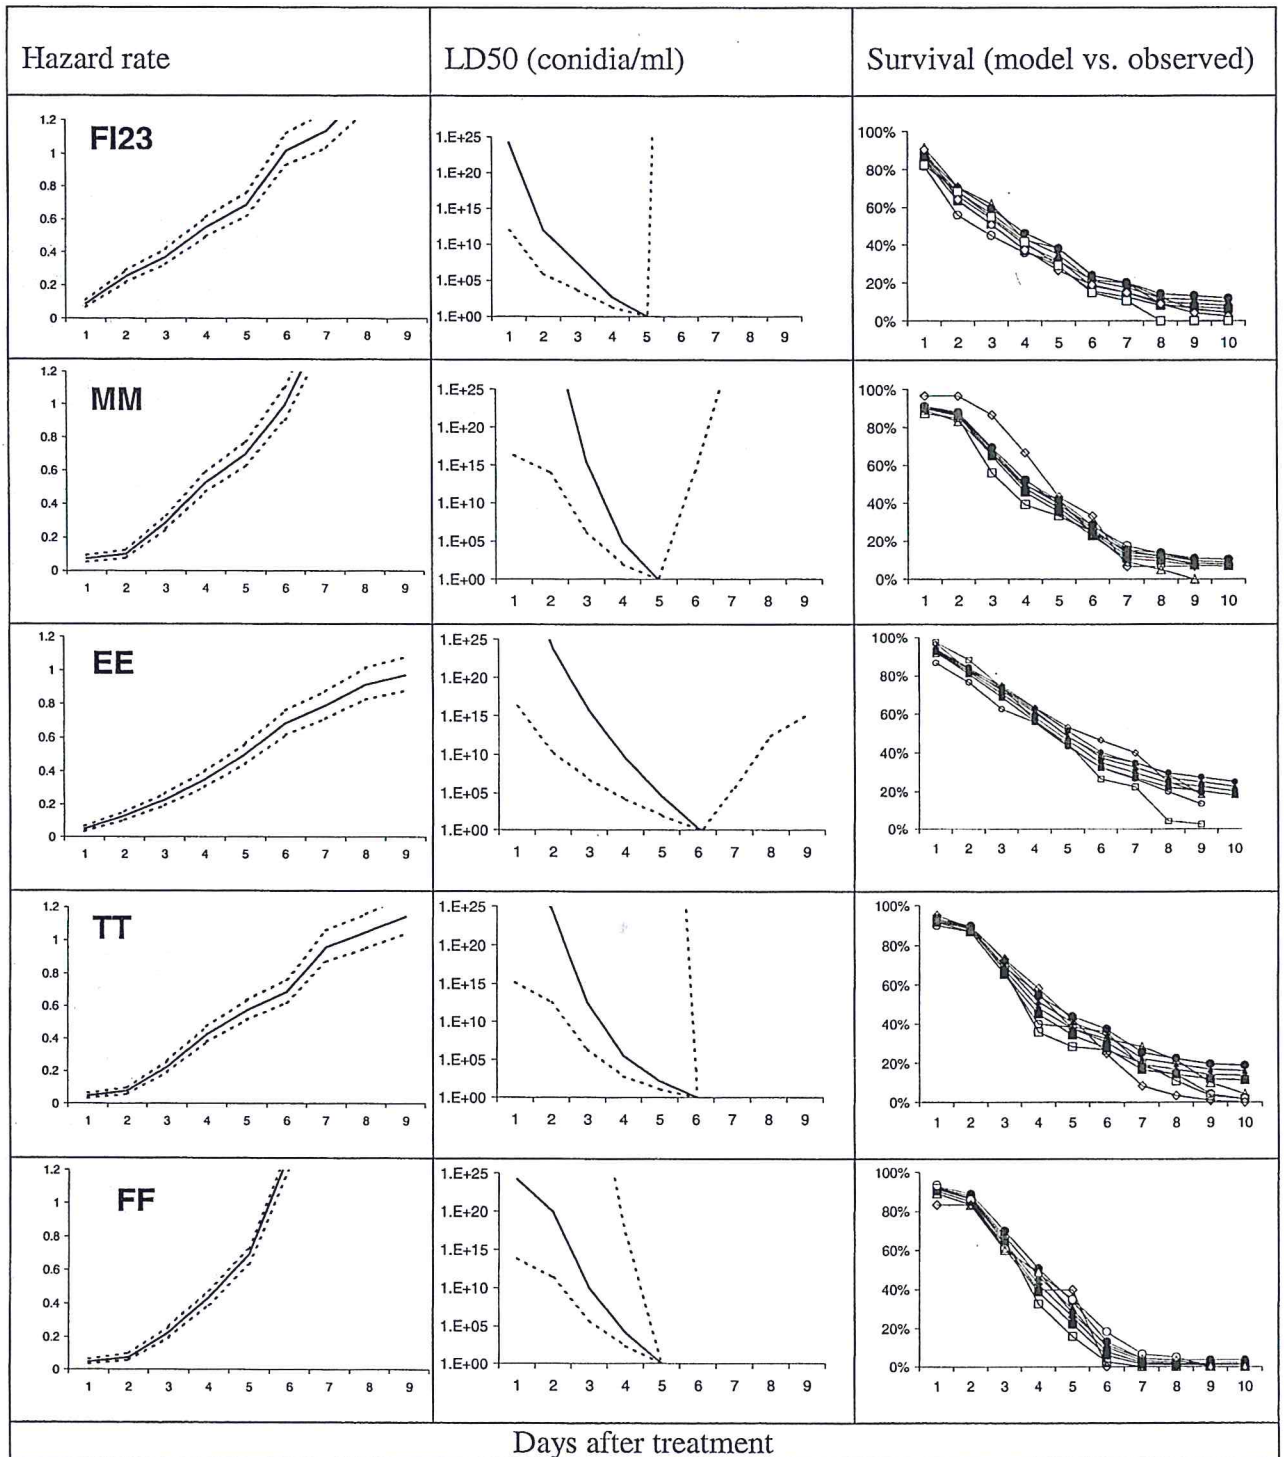 Hazard rate
LD50 (conidia/ml)
Survival (model vs. observed)
FI23
1.2
1
0.8
0.6
0.4
0.2
0
1 2 3 4 5 6 7 8 9
1.E+25
1.E+20
1.E+15
1.E+10
1.E+05
1.E+00
1 2 3 4 5 6 7 8 9
100%
80%
60%
40%
20%
0%
1 2 3 4 5 6 7 8 9 10
MM
1.2
1
0.8
0.6
0.4
0.2
0
1 2 3 4 5 6 7 8 9
1.E+25
1.E+20
1.E+15
1.E+10
1.E+05
1.E+00
1 2 3 4 5 6 7 8 9
100%
80%
60%
40%
20%
0%
1 2 3 4 5 6 7 8 9 10
EE
1.2
1
0.8
0.6
0.4
0.2
0
1 2 3 4 5 6 7 8 9
1.E+25
1.E+20
1.E+15
1.E+10
1.E+05
1.E+00
1 2 3 4 5 6 7 8 9
100%
80%
60%
40%
20%
0%
1 2 3 4 5 6 7 8 9 10
TT
1.2
1
0.8
0.6
0.4
0.2
0
1 2 3 4 5 6 7 8 9
1.E+25
1.E+20
1.E+15
1.E+10
1.E+05
1.E+00
1 2 3 4 5 6 7 8 9
100%
80%
60%
40%
20%
0%
1 2 3 4 5 6 7 8 9 10
FF
1.2
1
0.8
0.6
0.4
0.2
0
1 2 3 4 5 6 7 8 9
1.E+25
1.E+20
1.E+15
1.E+10
1.E+05
1.E+00
1 2 3 4 5 6 7 8 9
100%
80%
60%
40%
20%
0%
1 2 3 4 5 6 7 8 9 10
Days after treatment